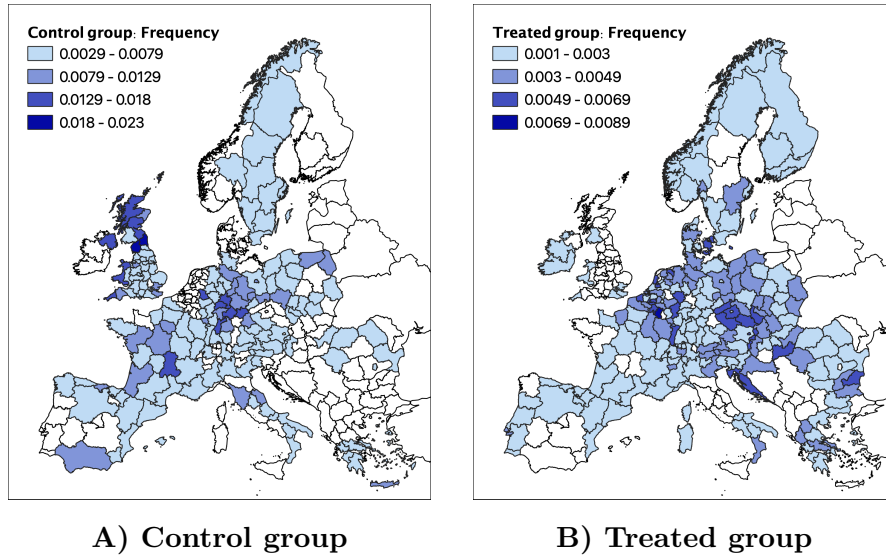 Control group: Frequency
0.0029 - 0.0079
0.0079 - 0.0129
0.0129 - 0.018
0.018 - 0.023
Treated group: Frequency
0.001 - 0.003
0.003 - 0.0049
0.0049 - 0.0069
0.0069 - 0.0089
A) Control group
B) Treated group